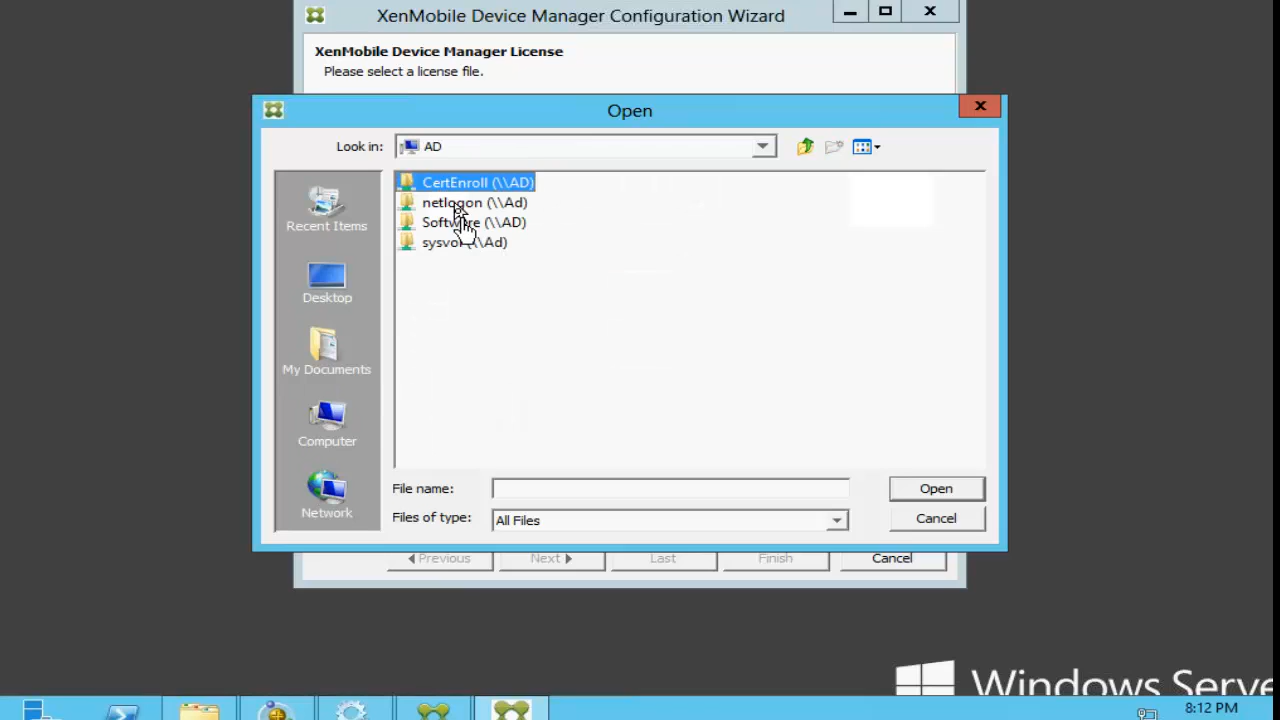 XenMobile Device Manager Configuration Wizard
XenMobile Device Manager License
Please select a license file.
Open
Look in:
AD
Recent Items
Desktop
My Documents
Computer
Network
CertEnroll (\\AD)
netlogon (\\Ad)
Software (\\AD)
sysvol (\\Ad)
File name:
Open
Files of type:
All Files
Cancel
Previous
Next
Last
Finish
Cancel
Windows Serve
8:12 PM